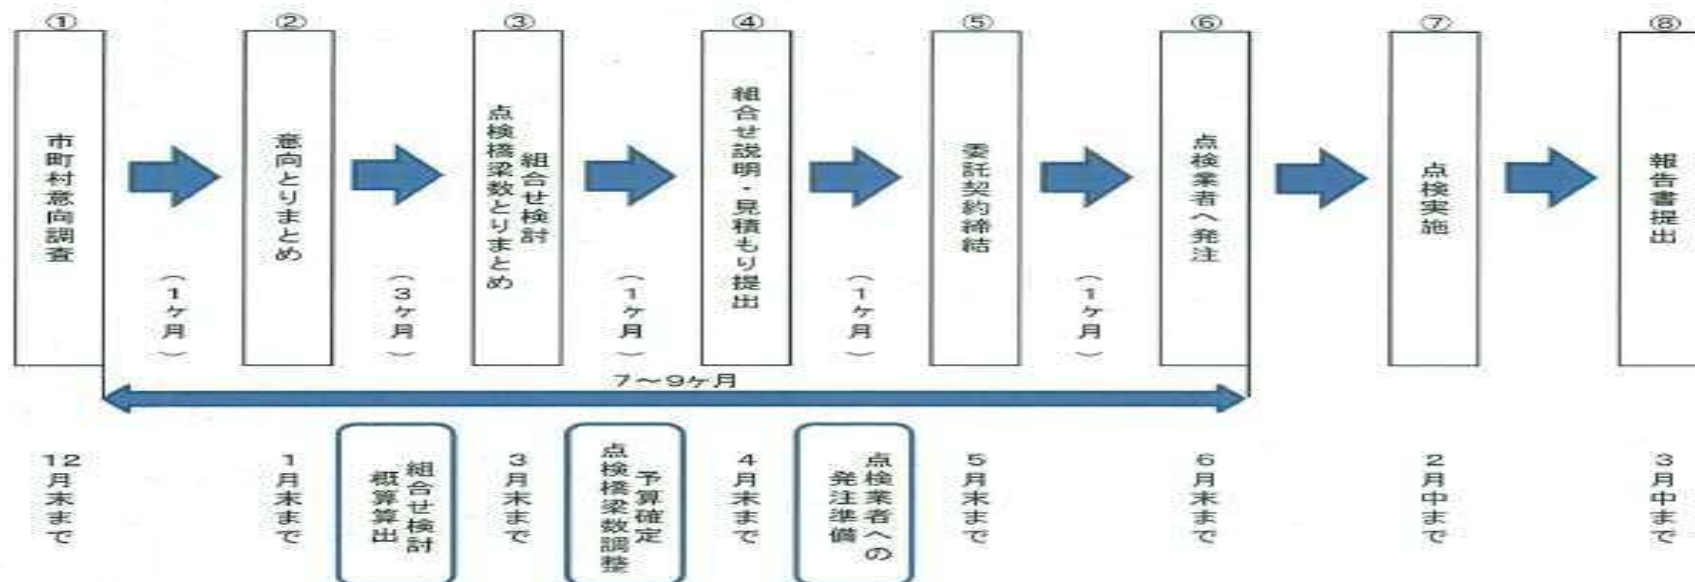 ①
市町村意向調査
（1ヶ月）
②
意向とりまとめ
（3ヶ月）
③
組合せ検討
点検橋梁数とりまとめ
（1ヶ月）
④
組合せ説明・見積もり提出
（1ヶ月）
⑤
委託契約締結
（1ヶ月）
⑥
点検業者へ発注
⑦
点検実施
⑧
報告書提出
7～9ヶ月
12月末まで
1月末まで
組合せ検討
概算算出
3月末まで
予算確定
点検橋梁数調整
4月末まで
点検業者への
発注準備
5月末まで
6月末まで
2月中まで
3月中まで